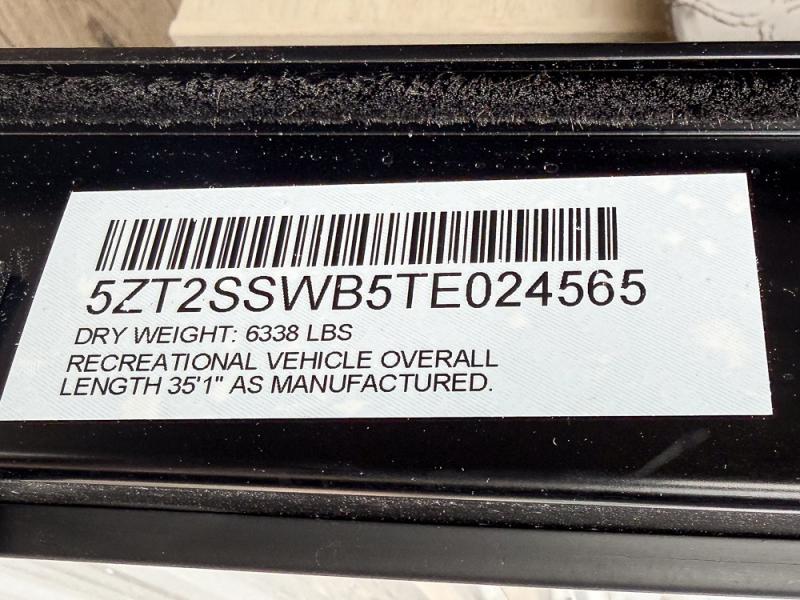 5ZT2SSWB5TE024565
DRY WEIGHT: 6338 LBS
RECREATIONAL VEHICLE OVERALL
LENGTH 35'1" AS MANUFACTURED.